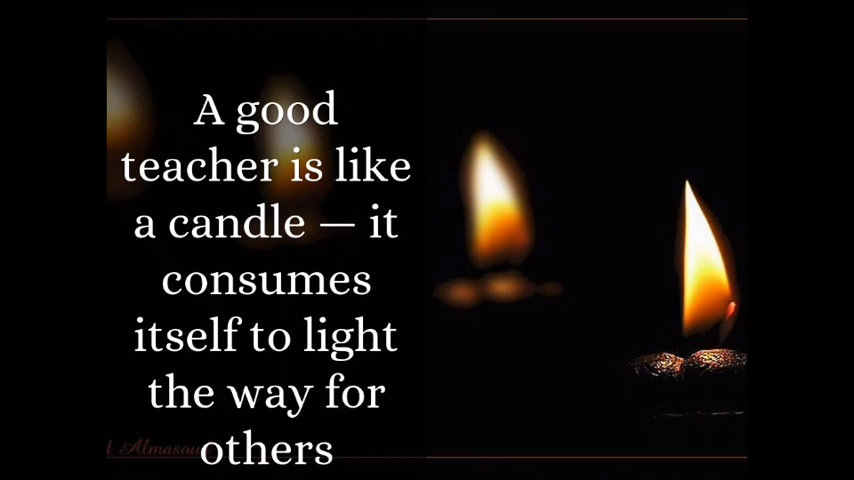 A good
teacher is like
a candle — it
consumes
itself to light
the way for
others